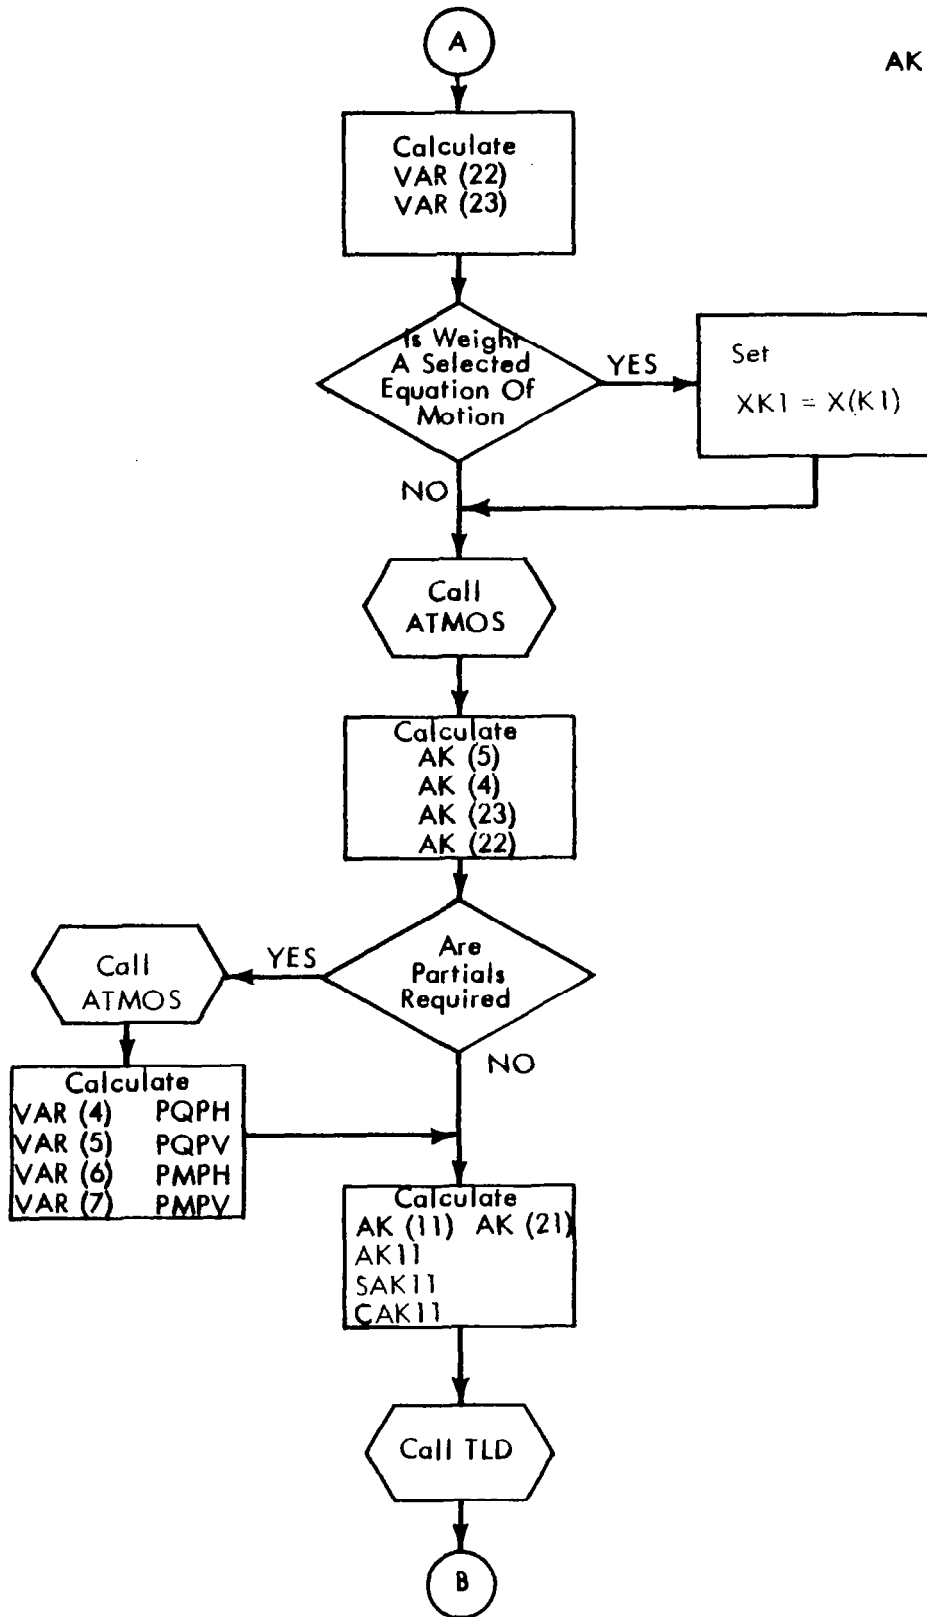 A
AK
Calculate
VAR (22)
VAR (23)
Is Weight
A Selected
Equation Of
Motion
YES
Set
XK1 = X(K1)
NO
Call
ATMOS
Calculate
AK (5)
AK (4)
AK (23)
AK (22)
Are
Partials
Required
YES
Call
ATMOS
NO
Calculate
VAR (4) PQPH
VAR (5) PQPV
VAR (6) PMPH
VAR (7) PMPV
Calculate
AK (11) AK (21)
AK11
SAK11
CAK11
Call TLD
B